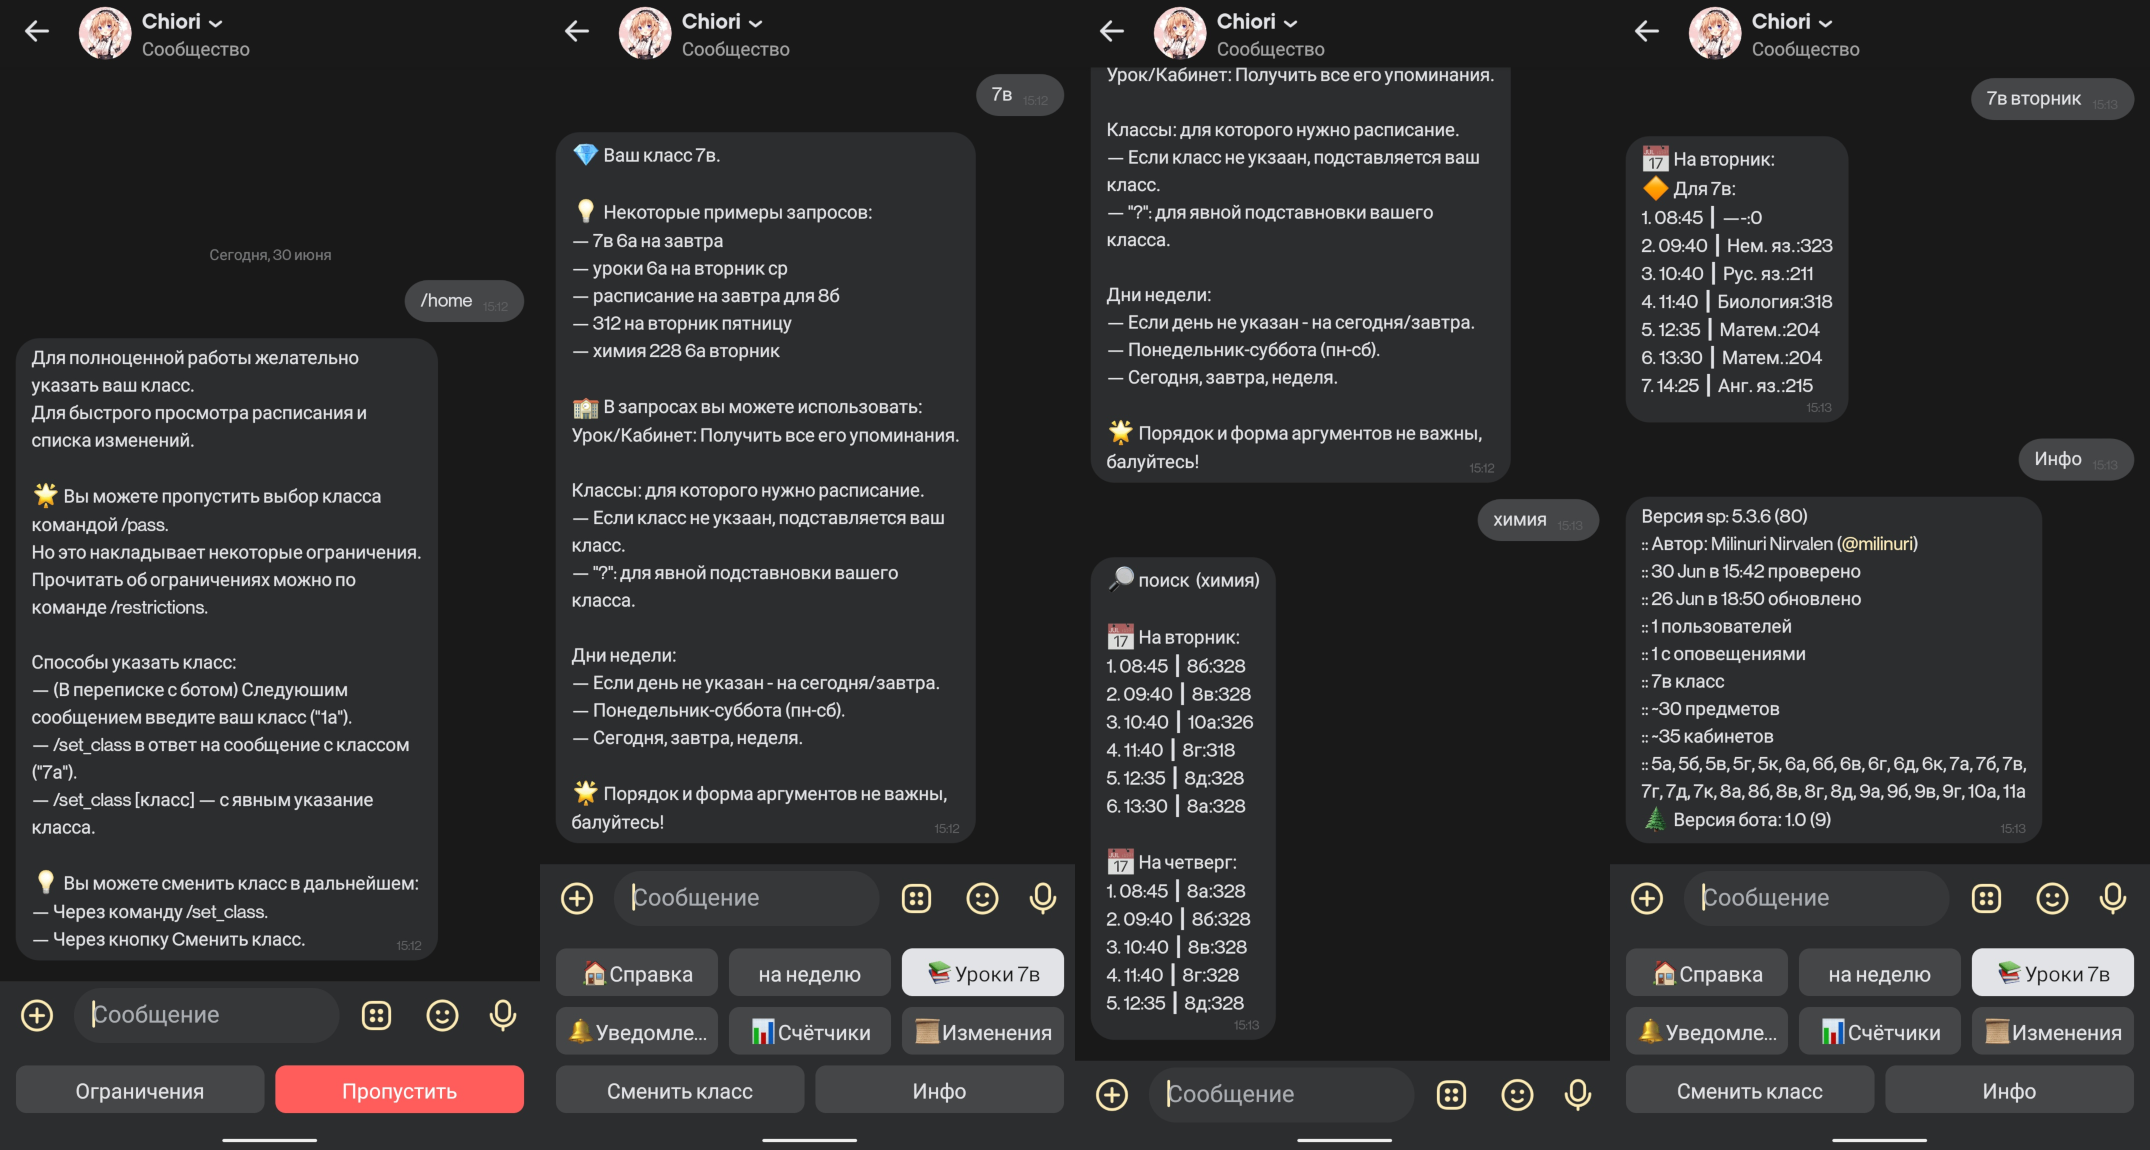 Chiori
Сообщество
Сегодня, 30 июня
/home 15:12
Для полноценной работы желательно
указать ваш класс.
Для быстрого просмотра расписания и
списка изменений.
🌟 Вы можете пропустить выбор класса
командой /pass.
Но это накладывает некоторые ограничения.
Прочитать об ограничениях можно по
команде /restrictions.
Способы указать класс:
— (В переписке с ботом) Следуюшим
сообщением введите ваш класс ("1а").
— /set_class в ответ на сообщение с классом
("7а").
— /set_class [класс] — с явным указание
класса.
💡 Вы можете сменить класс в дальнейшем:
— Через команду /set_class.
— Через кнопку Сменить класс.
15:12
Сообщение
Ограничения
Пропустить
Chiori
Сообщество
7в 15:12
💎 Ваш класс 7в.
💡 Некоторые примеры запросов:
— 7в 6а на завтра
— уроки 6а на вторник ср
— расписание на завтра для 8б
— 312 на вторник пятницу
— химия 228 6а вторник
🏫 В запросах вы можете использовать:
Урок/Кабинет: Получить все его упоминания.
Классы: для которого нужно расписание.
— Если класс не укзаан, подставляется ваш
класс.
— "?": для явной подставновки вашего
класса.
Дни недели:
— Если день не указан - на сегодня/завтра.
— Понедельник-суббота (пн-сб).
— Сегодня, завтра, неделя.
🌟 Порядок и форма аргументов не важны,
балуйтесь!
15:12
Сообщение
🏠Справка
на неделю
📚Уроки 7в
🔔Уведомле...
📊Счётчики
📜Изменения
Сменить класс
Инфо
Chiori
Сообщество
Урок/Кабинет: Получить все его упоминания.
Классы: для которого нужно расписание.
— Если класс не укзаан, подставляется ваш
класс.
— "?": для явной подставновки вашего
класса.
Дни недели:
— Если день не указан - на сегодня/завтра.
— Понедельник-суббота (пн-сб).
— Сегодня, завтра, неделя.
🌟 Порядок и форма аргументов не важны,
балуйтесь!
15:12
химия 15:13
🔎 поиск (химия)
📅 На вторник:
1. 08:45 | 8б:328
2. 09:40 | 8в:328
3. 10:40 | 10а:326
4. 11:40 | 8г:318
5. 12:35 | 8д:328
6. 13:30 | 8а:328
📅 На четверг:
1. 08:45 | 8а:328
2. 09:40 | 8б:328
3. 10:40 | 8в:328
4. 11:40 | 8г:328
5. 12:35 | 8д:328
15:13
Сообщение
Chiori
Сообщество
7в вторник 15:13
📅 На вторник:
🔶 Для 7в:
1. 08:45 | —-:0
2. 09:40 | Нем. яз.:323
3. 10:40 | Рус. яз.:211
4. 11:40 | Биология:318
5. 12:35 | Матем.:204
6. 13:30 | Матем.:204
7. 14:25 | Анг. яз.:215
15:13
Инфо 15:13
Версия sp: 5.3.6 (80)
:: Автор: Milinuri Nirvalen (@milinuri)
:: 30 Jun в 15:42 проверено
:: 26 Jun в 18:50 обновлено
:: 1 пользователей
:: 1 с оповещениями
:: 7в класс
:: ~30 предметов
:: ~35 кабинетов
:: 5а, 5б, 5в, 5г, 5к, 6а, 6б, 6в, 6г, 6д, 6к, 7а, 7б, 7в,
7г, 7д, 7к, 8а, 8б, 8в, 8г, 8д, 9а, 9б, 9в, 9г, 10а, 11а
🌲 Версия бота: 1.0 (9)
15:13
Сообщение
🏠Справка
на неделю
📚Уроки 7в
🔔Уведомле...
📊Счётчики
📜Изменения
Сменить класс
Инфо